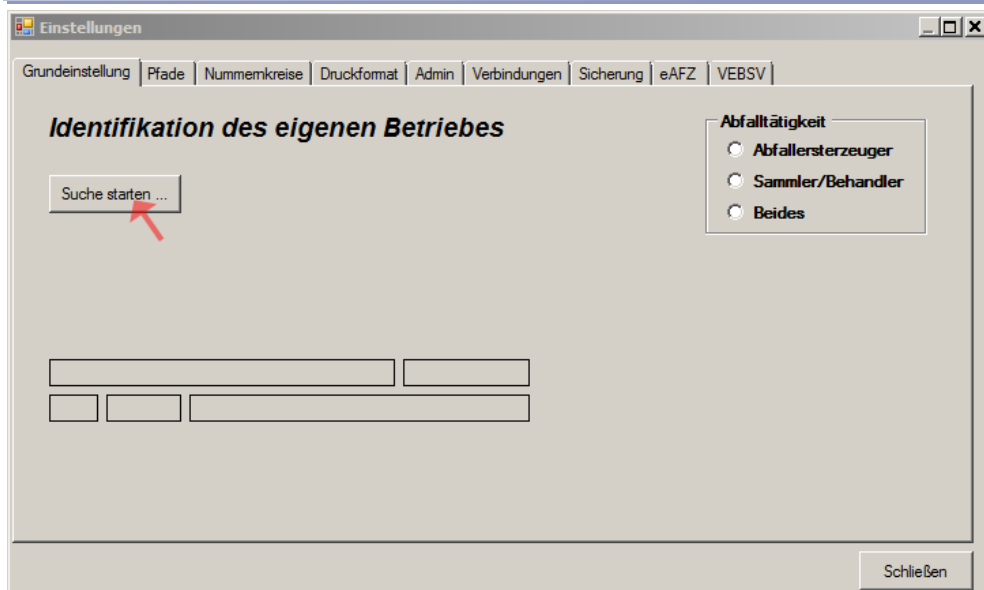 Einstellungen
Grundeinstellung Pfade Nummernkreise Druckformat Admin Verbindungen Sicherung eAFZ VEBSV
Identifikation des eigenen Betriebes
Abfalltätigkeit
Abfallersterzeuger
Suche starten ...
Sammler/Behandler
Beides
Schließen